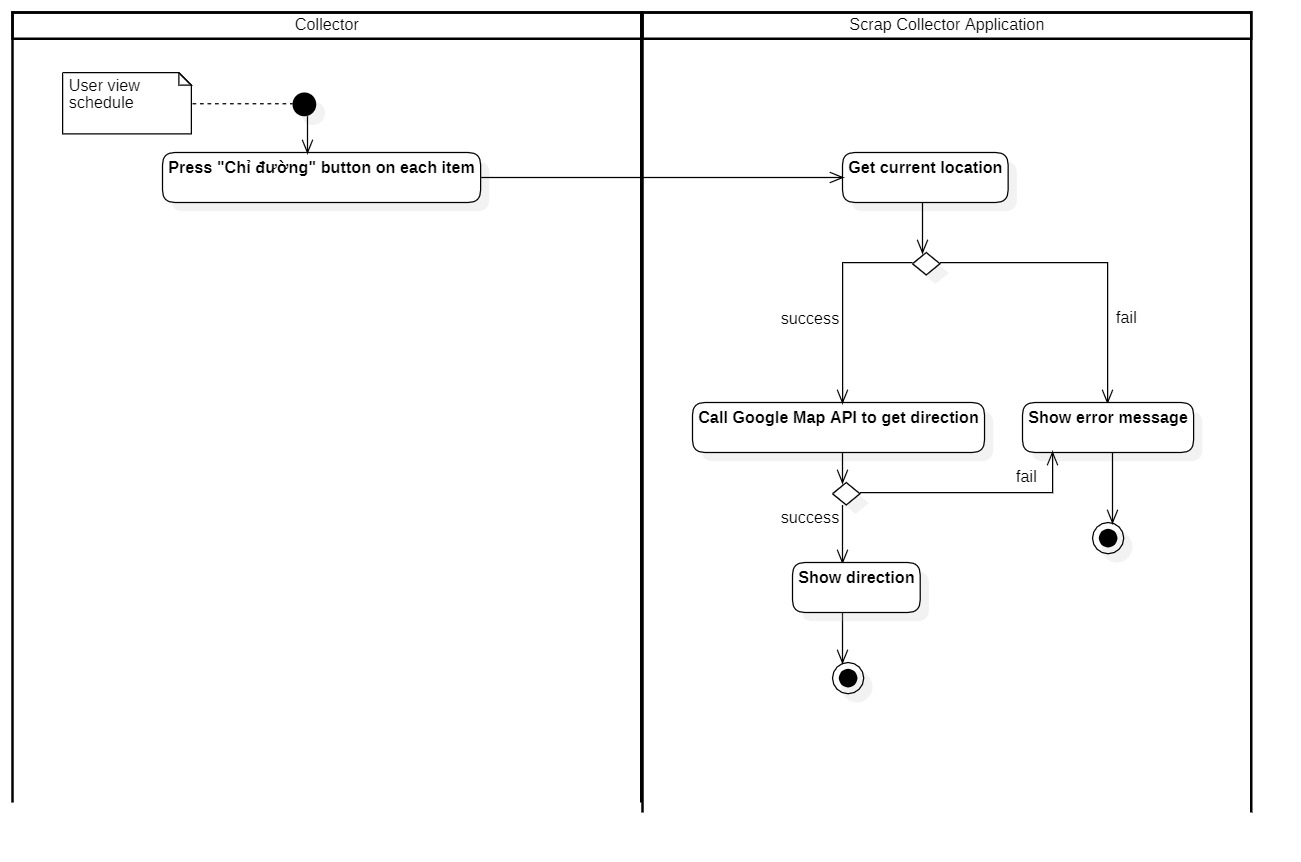 Collector
Scrap Collector Application
User view
schedule
Press "Chỉ đường" button on each item
Get current location
success
fail
Call Google Map API to get direction
Show error message
fail
success
Show direction